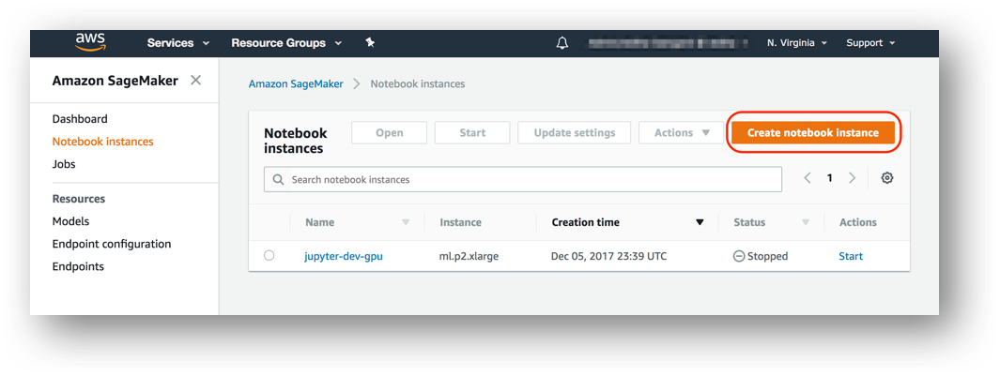 aws Services Resource Groups N. Virginia Support
Amazon SageMaker
Amazon SageMaker > Notebook instances
Dashboard
Notebook instances
Jobs
Resources
Models
Endpoint configuration
Endpoints
Notebook
instances
Open Start Update settings Actions Create notebook instance
Search notebook instances
1
Name Instance Creation time Status Actions
jupyter-dev-gpu ml.p2.xlarge Dec 05, 2017 23:39 UTC Stopped Start